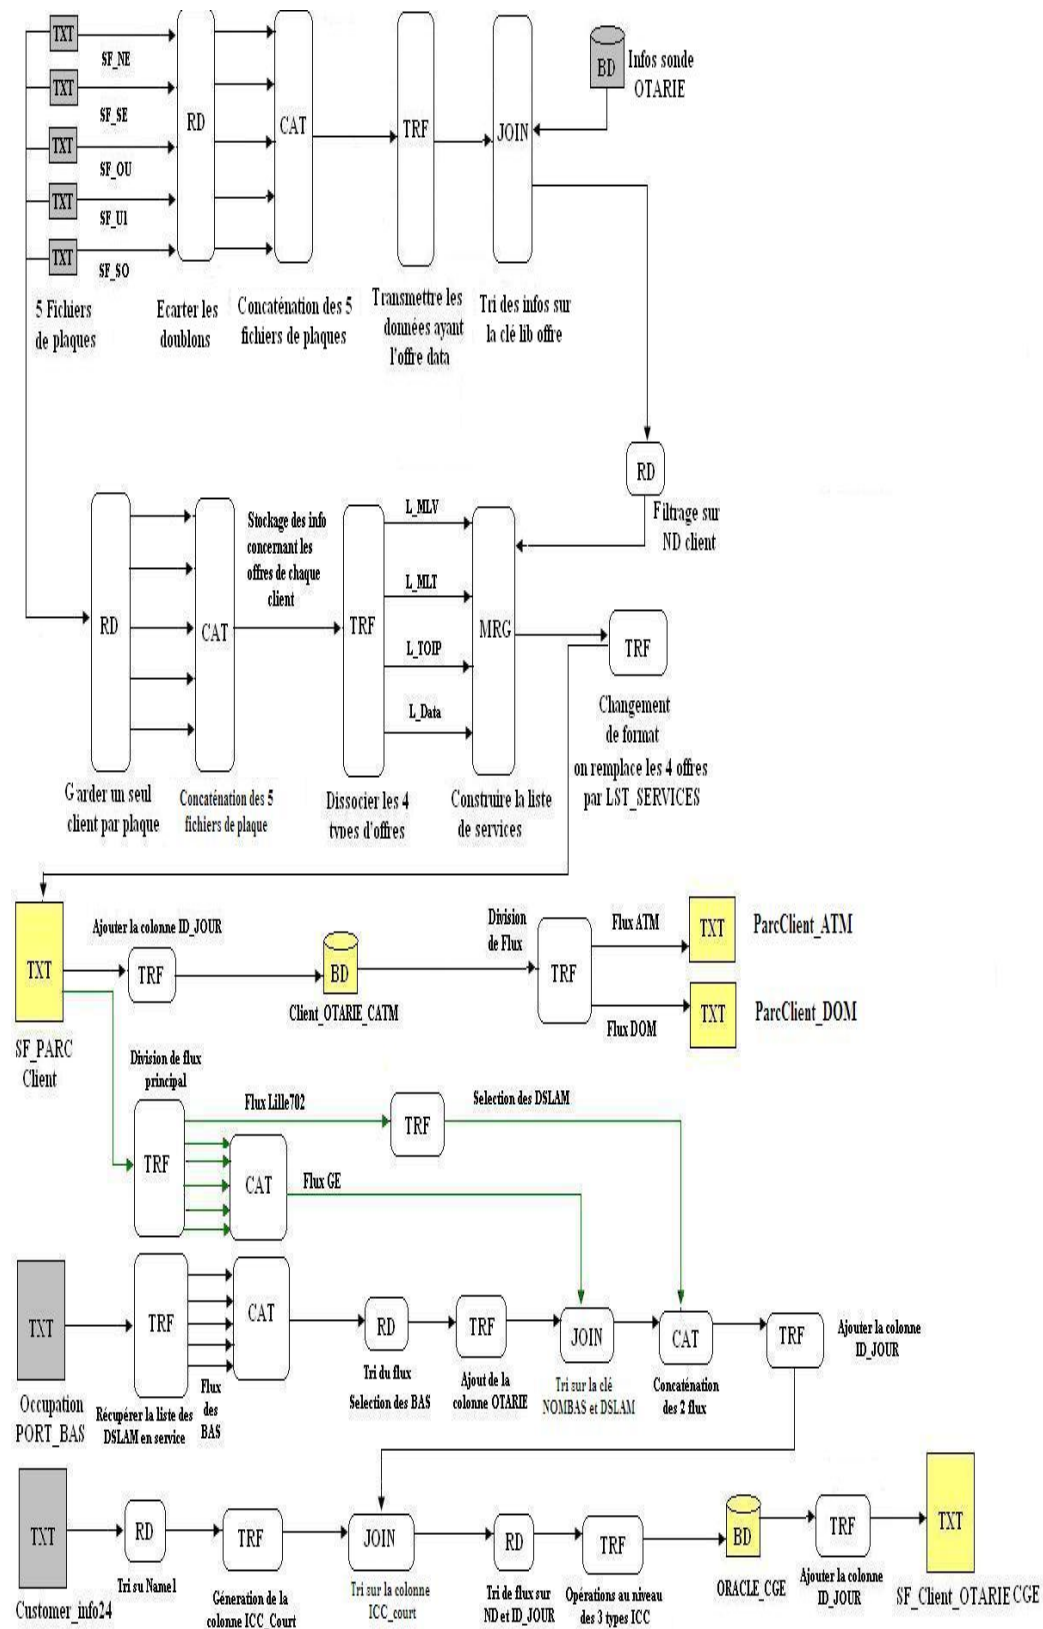 TXT
SF_NE
TXT
SF_SE
TXT
SF_OU
TXT
SF_U1
TXT
SF_SO
RD
CAT
TRF
JOIN
BD
Infos sonde
OTARIE
5 Fichiers
de plaques
Ecarter les
doublons
Concaténation des 5
fichiers de plaques
Transmettre les
données ayant
l'offre data
Tri des infos sur
la clé lib offre
RD
Filtrage sur
ND client
RD
CAT
Stockage des info
concernant les
offres de chaque
client
TRF
L_MLV
L_MLT
L_TOIP
L_Data
MRG
TRF
Garder un seul
client par plaque
Concaténation des 5
fichiers de plaque
Dissocier les 4
types d'offres
Construire la liste
de services
Changement
de format
on remplace les 4 offres
par LST_SERVICES
TXT
SF_PARC
Client
Ajouter la colonne ID_JOUR
TRF
BD
Client_OTARIE_CATM
Division
de Flux
TRF
Flux ATM
TXT
ParcClient_ATM
Flux DOM
TXT
ParcClient_DOM
Division de flux
principal
TRF
Flux Lille702
TRF
Selection des DSLAM
CAT
Flux GE
TXT
Occupation
PORT_BAS
TRF
Récupérer la liste des
DSLAM en service
Flux
des
BAS
CAT
RD
Tri du flux
Selection des BAS
TRF
Ajout de la
colonne OTARIE
JOIN
Tri sur la clé
NOMBAS et DSLAM
CAT
Concaténation
des 2 flux
TRF
Ajouter la colonne
ID_JOUR
TXT
Customer_info24
RD
Tri su Name1
TRF
Géneration de la
colonne ICC_Court
JOIN
Tri sur la colonne
ICC_court
RD
Tri de flux sur
ND et ID_JOUR
TRF
Opérations au niveau
des 3 types ICC
BD
ORACLE_CGE
TRF
Ajouter la colonne
ID_JOUR
TXT
SF_Client_OTARIE CGE